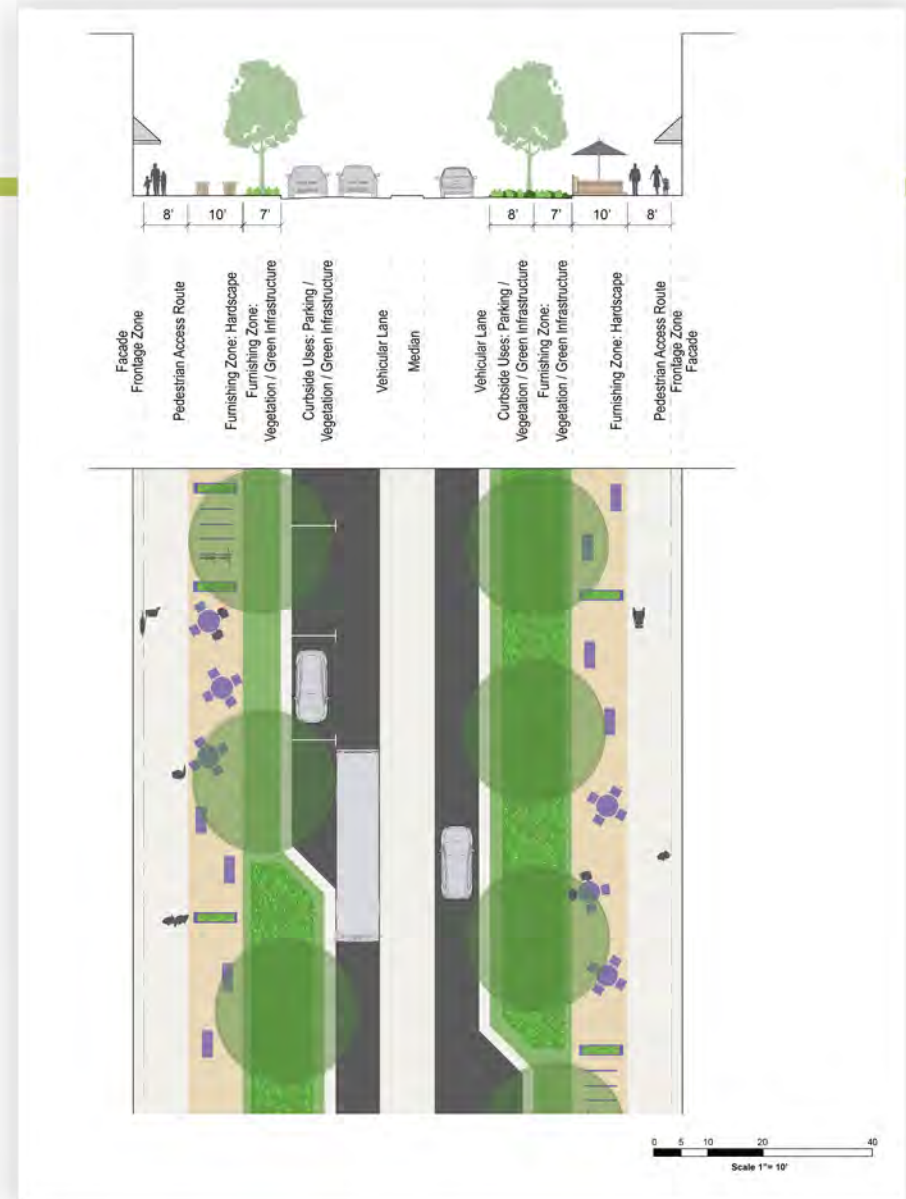 8'
10'
7'
8'
7'
10'
8'
Facade
Frontage Zone
Pedestrian Access Route
Furnishing Zone: Hardscape
Furnishing Zone:
Vegetation / Green Infrastructure
Curbside Uses: Parking /
Vegetation / Green Infrastructure
Vehicular Lane
Median
Vehicular Lane
Curbside Uses: Parking /
Vegetation / Green Infrastructure
Furnishing Zone:
Vegetation / Green Infrastructure
Furnishing Zone: Hardscape
Pedestrian Access Route
Frontage Zone
Facade
0 5 10 20 40
Scale 1"= 10'